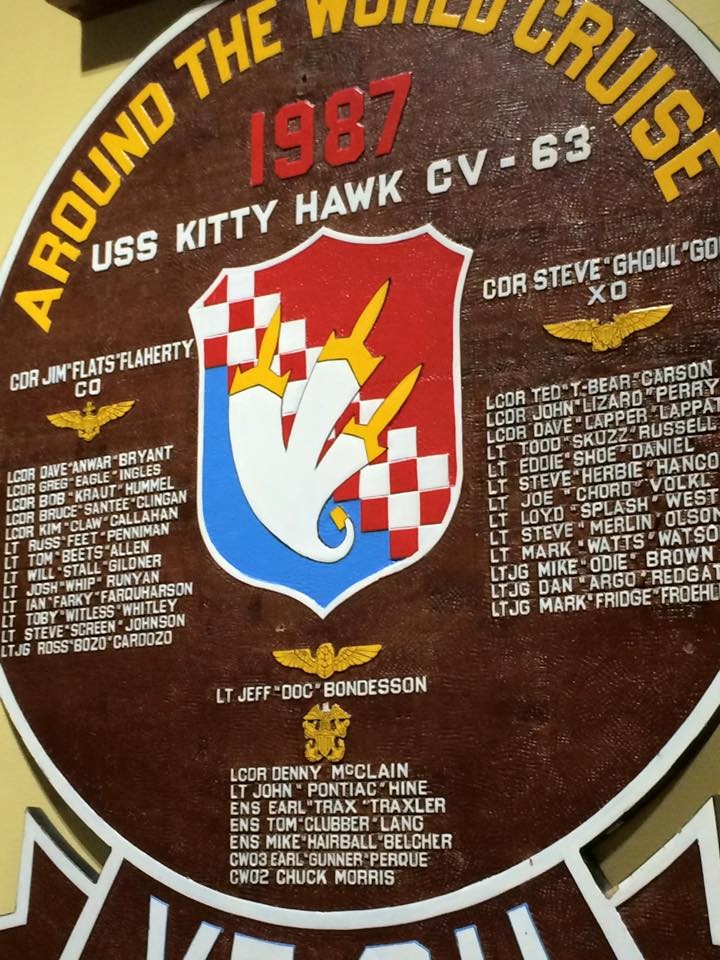 AROUND THE WORLD CRUISE
1987
USS KITTY HAWK CV-63
CDR JIM "FLATS" FLAHERTY
CO
LCDR DAVE "ANWAR" BRYANT
LCDR GREG "EAGLE" INGLES
LCDR BOB "KRAUT" HUMMEL
LCDR BRUCE "SANTEE" CLINGAN
LCDR KIM "CLAW" CALLAHAN
LT RUSS "FEET" PENNIMAN
LT TOM "BEETS" ALLEN
LT WILL "STALL" GILDNER
LT JOSH "WHIP" RUNYAN
LT IAN "FARKY" FARQUHARSON
LT TOBY "WITLESS" WHITLEY
LT STEVE "SCREEN" JOHNSON
LTJG ROSS "BOZO" CARDOZO
CDR STEVE "GHOUL"
XO
LCDR TED "T-BEAR" CARSON
LCDR JOHN "LIZARD" PERRY
LCDR DAVE "LAPPER" LAPPAT
LT TODD "SKUZZ" RUSSELL
LT EDDIE "SHOE" DANIEL
LT STEVE "HERBIE" HANCO
LT JOE "CHORD" VOLKL
LT LOYD "SPLASH" WEST
LT STEVE "MERLIN" OLSON
LT MARK "WATTS" WATSO
LTJG MIKE "ODIE" BROWN
LTJG DAN "ARGO" REDGAT
LTJG MARK "FRIDGE" FROEHL
LT JEFF "DOC" BONDESSON
LCDR DENNY McCLAIN
LT JOHN "PONTIAC" HINE
ENS EARL "TRAX" TRAXLER
ENS TOM "CLUBBER" LANG
ENS MIKE "HAIRBALL" BELCHER
CWO3 EARL "GUNNER" PERQUE
CWO2 CHUCK MORRIS